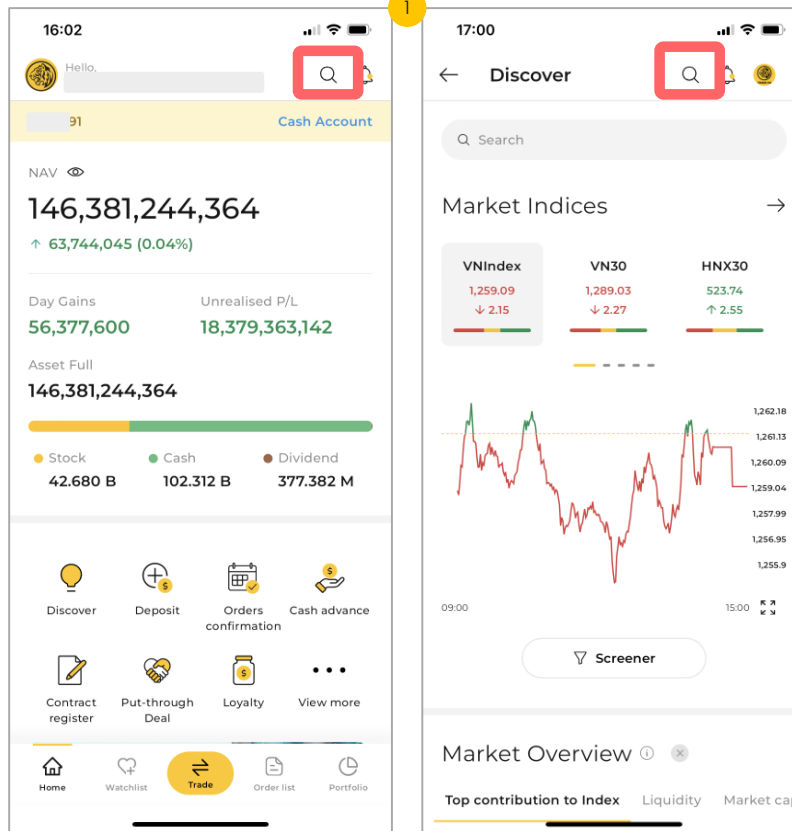 1
16:02
Hello,
91
Cash Account
NAV
146,381,244,364
↑ 63,744,045 (0.04%)
Day Gains
Unrealised P/L
56,377,600
18,379,363,142
Asset Full
146,381,244,364
Stock
Cash
Dividend
42.680 B
102.312 B
377.382 M
Discover
Deposit
Orders
confirmation
Cash advance
Contract
register
Put-through
Deal
Loyalty
View more
Home
Watchlist
Trade
Order list
Portfolio
17:00
Discover
Search
Market Indices
VNIndex
VN30
HNX30
1,259.09
1,289.03
523.74
↓ 2.15
↓ 2.27
↑ 2.55
1,262.18
1,261.13
1,260.09
1,259.04
1,257.99
1,256.95
1,255.9
09:00
15:00
Screener
Market Overview
Top contribution to Index
Liquidity
Market cap